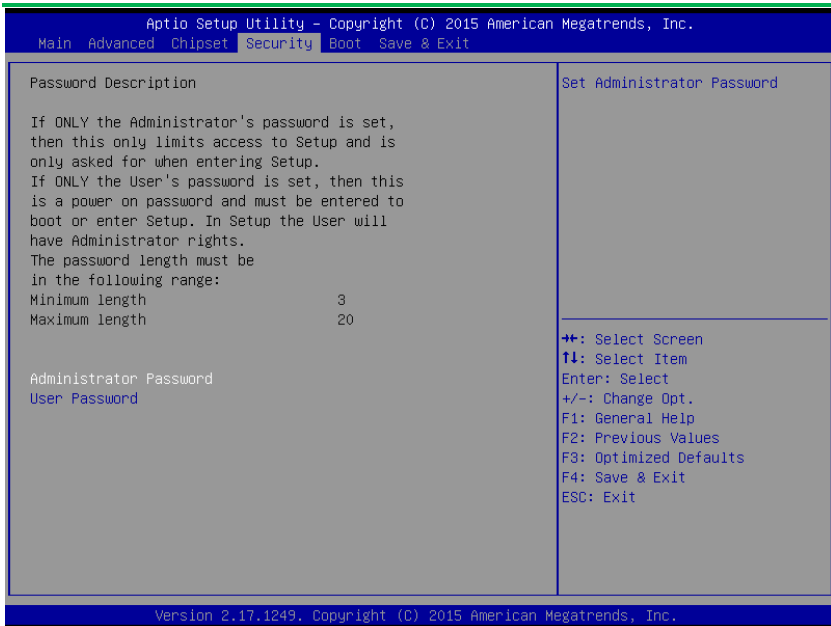 Aptio Setup Utility – Copyright (C) 2015 American Megatrends, Inc.
Main Advanced Chipset Security Boot Save & Exit
Password Description
If ONLY the Administrator's password is set,
then this only limits access to Setup and is
only asked for when entering Setup.
If ONLY the User's password is set, then this
is a power on password and must be entered to
boot or enter Setup. In Setup the User will
have Administrator rights.
The password length must be
in the following range:
Minimum length 3
Maximum length 20
Administrator Password
User Password
Set Administrator Password
→←: Select Screen
↑↓: Select Item
Enter: Select
+/-: Change Opt.
F1: General Help
F2: Previous Values
F3: Optimized Defaults
F4: Save & Exit
ESC: Exit
Version 2.17.1249. Copyright (C) 2015 American Megatrends, Inc.